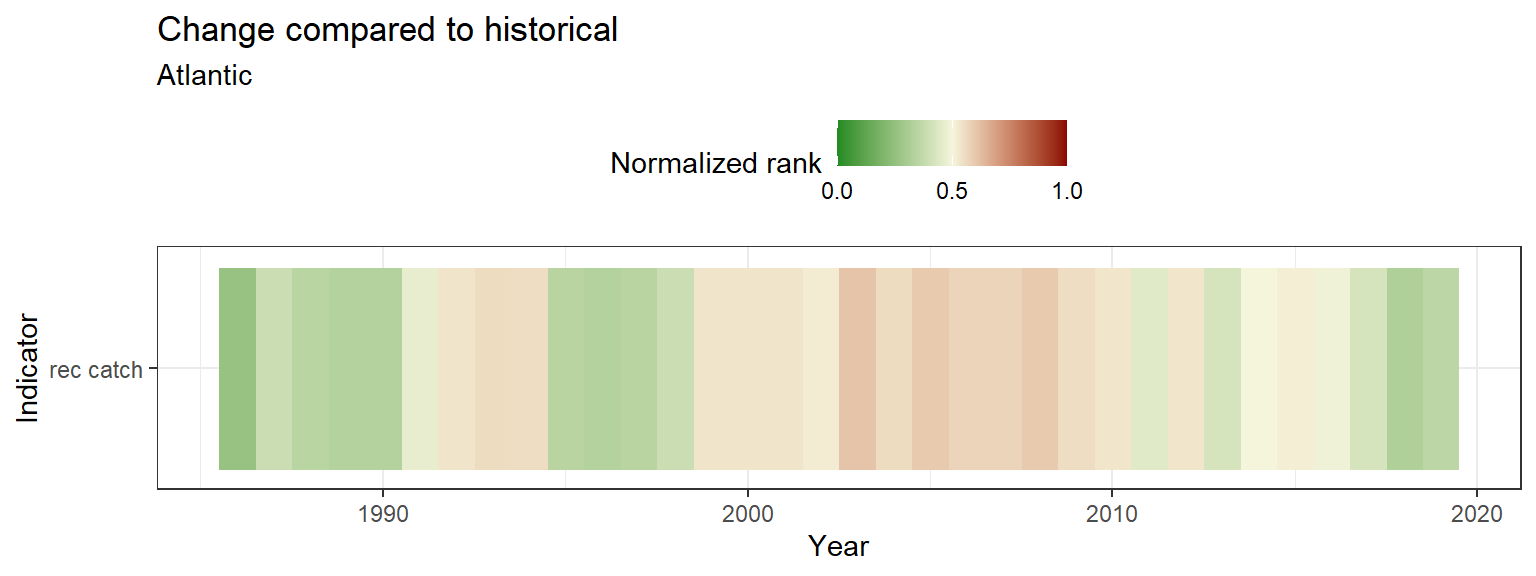 Change compared to historical
Atlantic
Normalized rank
0.0 0.5 1.0
Indicator
rec catch
1990 2000 2010 2020
Year